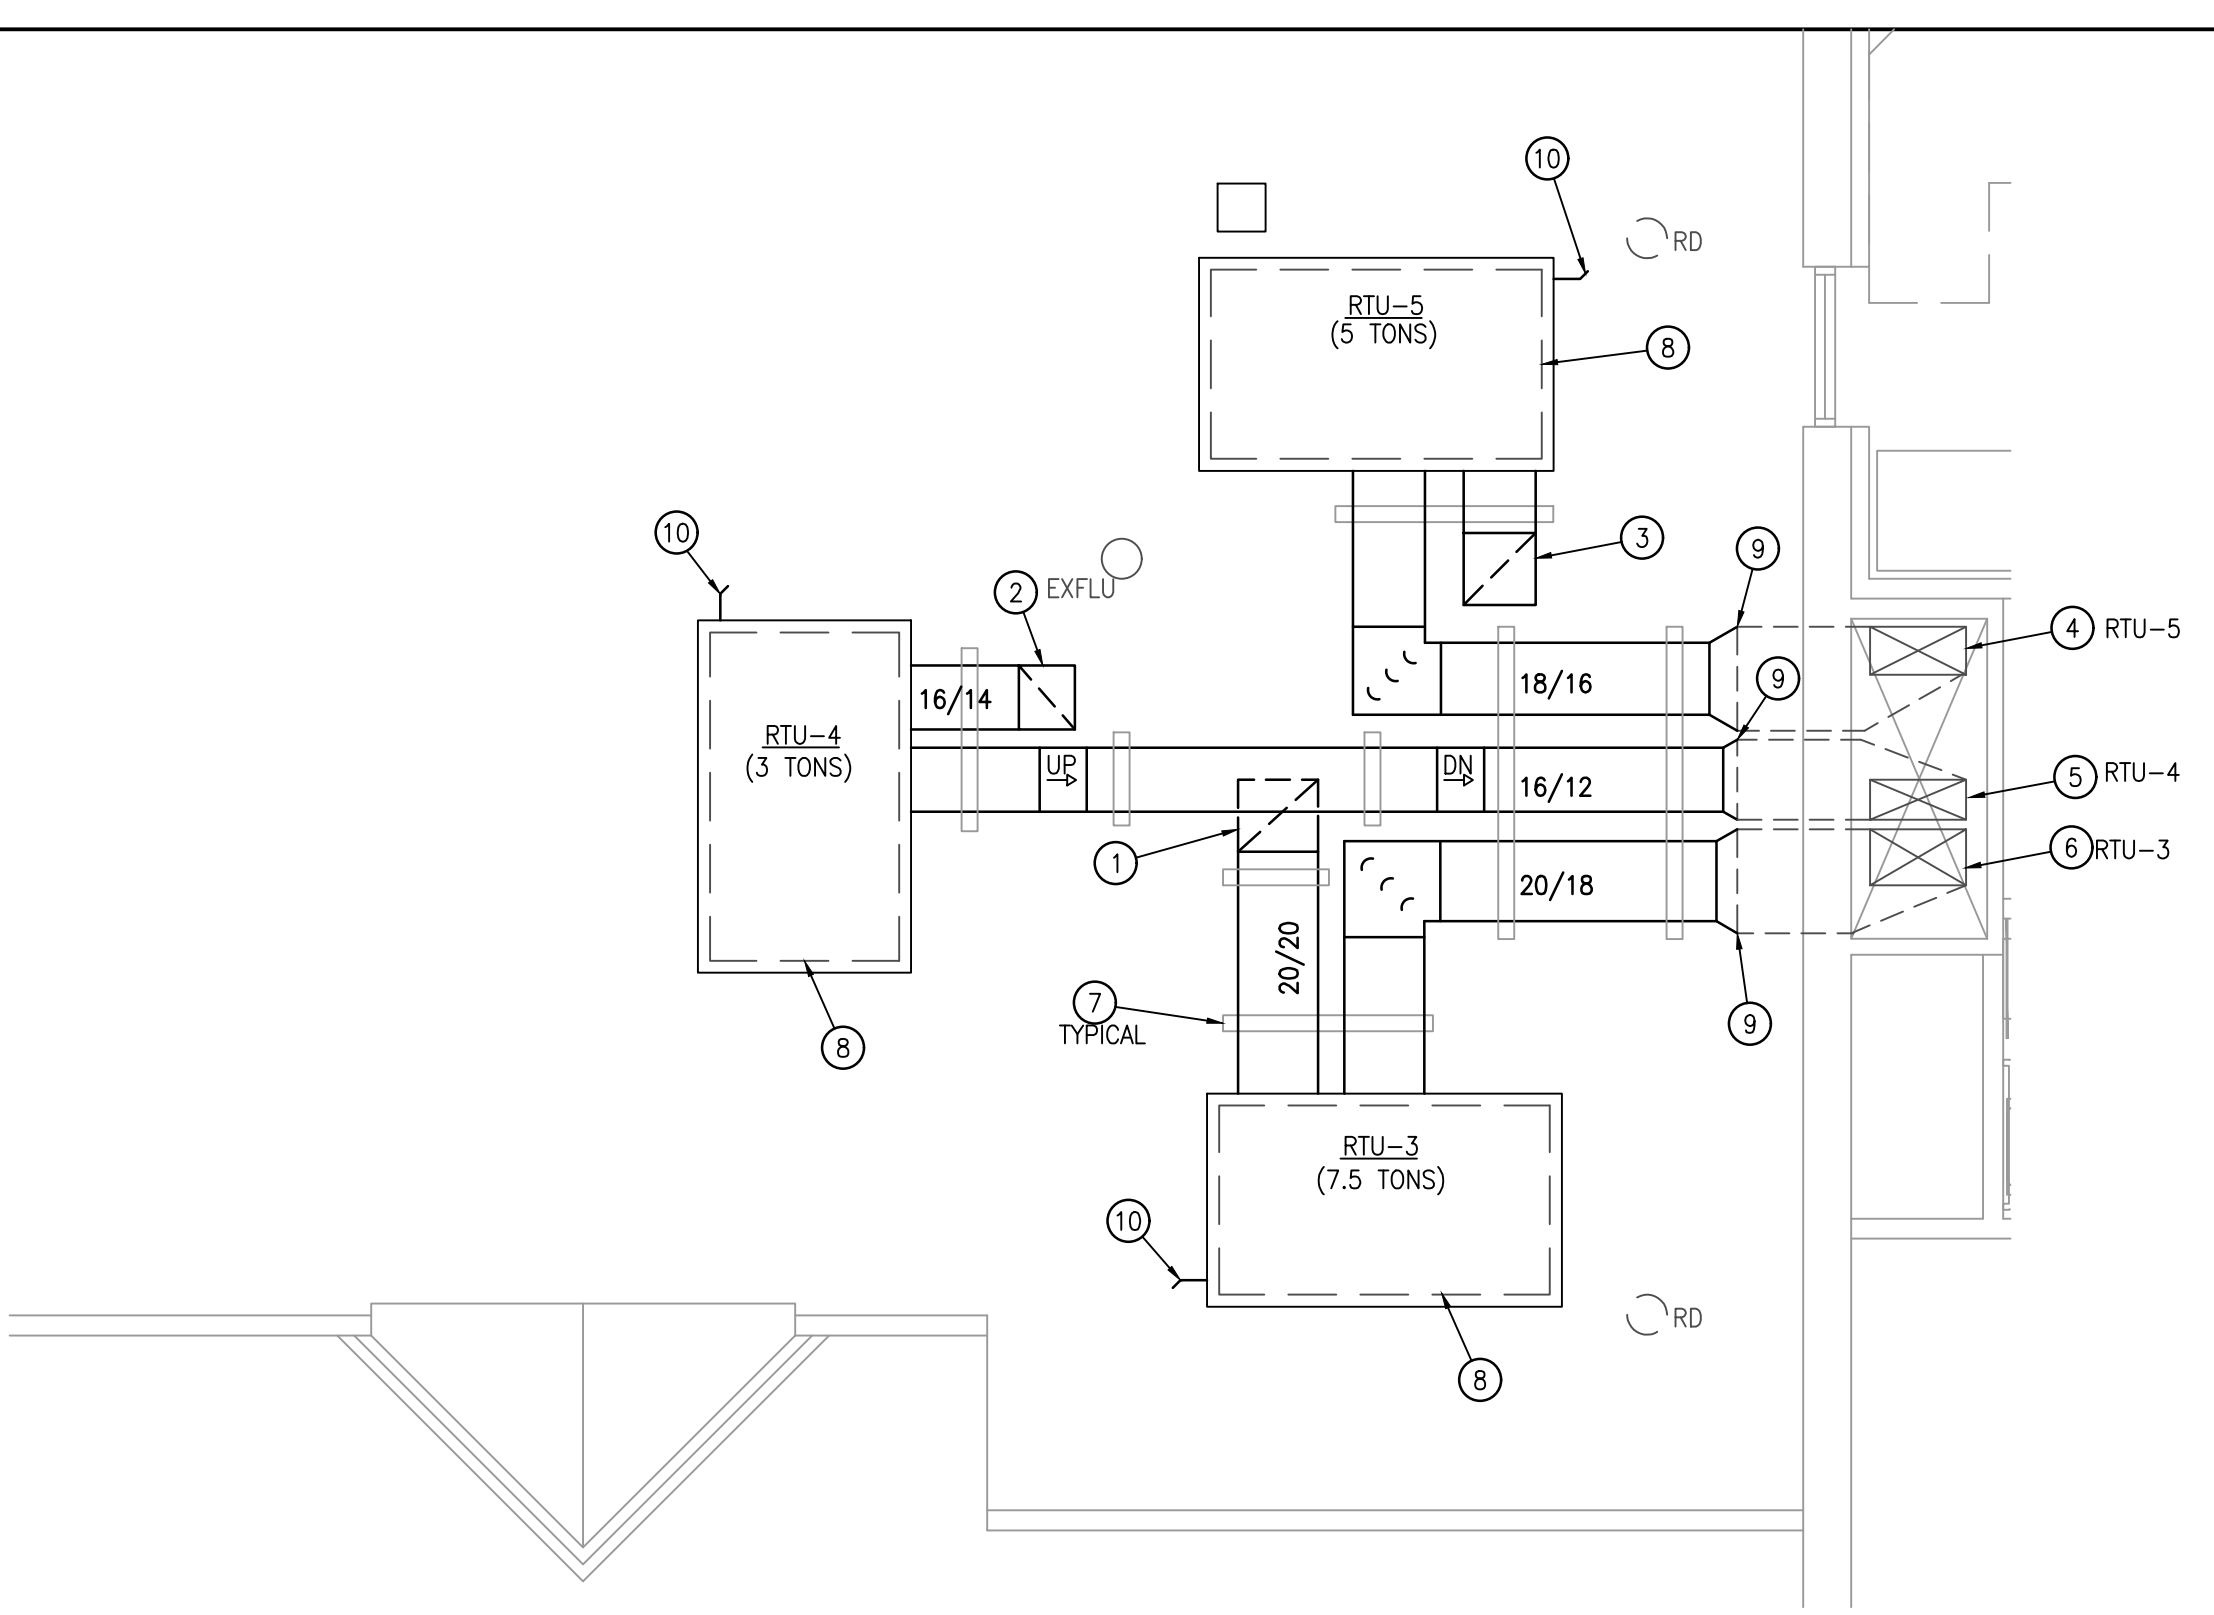 10
RD
RTU-5
(5 TONS)
8
10
3
9
2
EXFLU
4 RTU-5
16/14
18/16
9
RTU-4
(3 TONS)
UP
DN
16/12
5 RTU-4
1
6 RTU-3
20/18
20/20
7
TYPICAL
9
8
RTU-3
(7.5 TONS)
10
RD
8